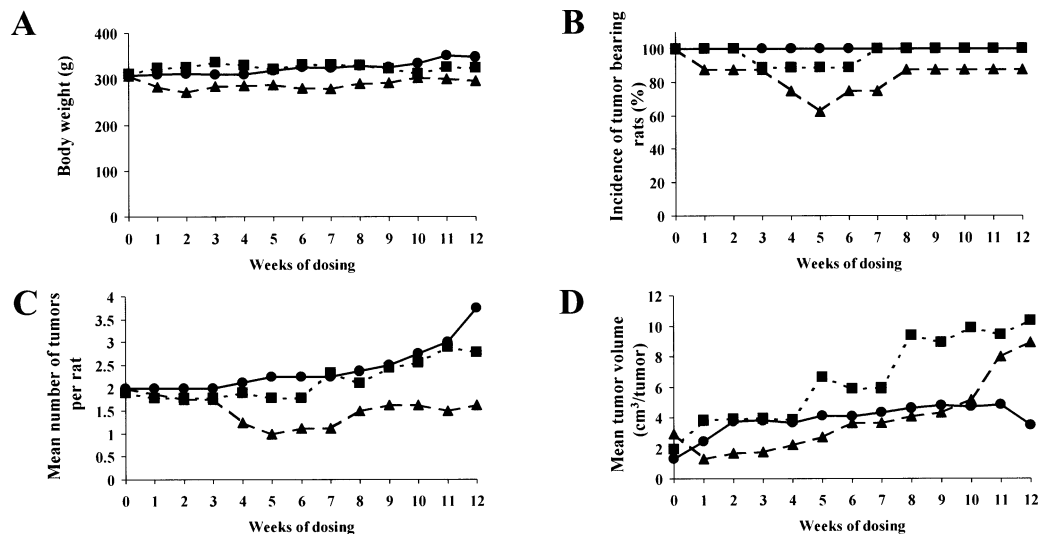 A
Body weight (g)
400
300
200
100
0
0 1 2 3 4 5 6 7 8 9 10 11 12
Weeks of dosing
B
Incidence of tumor bearing
rats (%)
100
80
60
40
20
0
0 1 2 3 4 5 6 7 8 9 10 11 12
Weeks of dosing
C
Mean number of tumors
per rat
4
3.5
3
2.5
2
1.5
1
0.5
0
0 1 2 3 4 5 6 7 8 9 10 11 12
Weeks of dosing
D
Mean tumor volume
(cm³/tumor)
12
10
8
6
4
2
0
0 1 2 3 4 5 6 7 8 9 10 11 12
Weeks of dosing